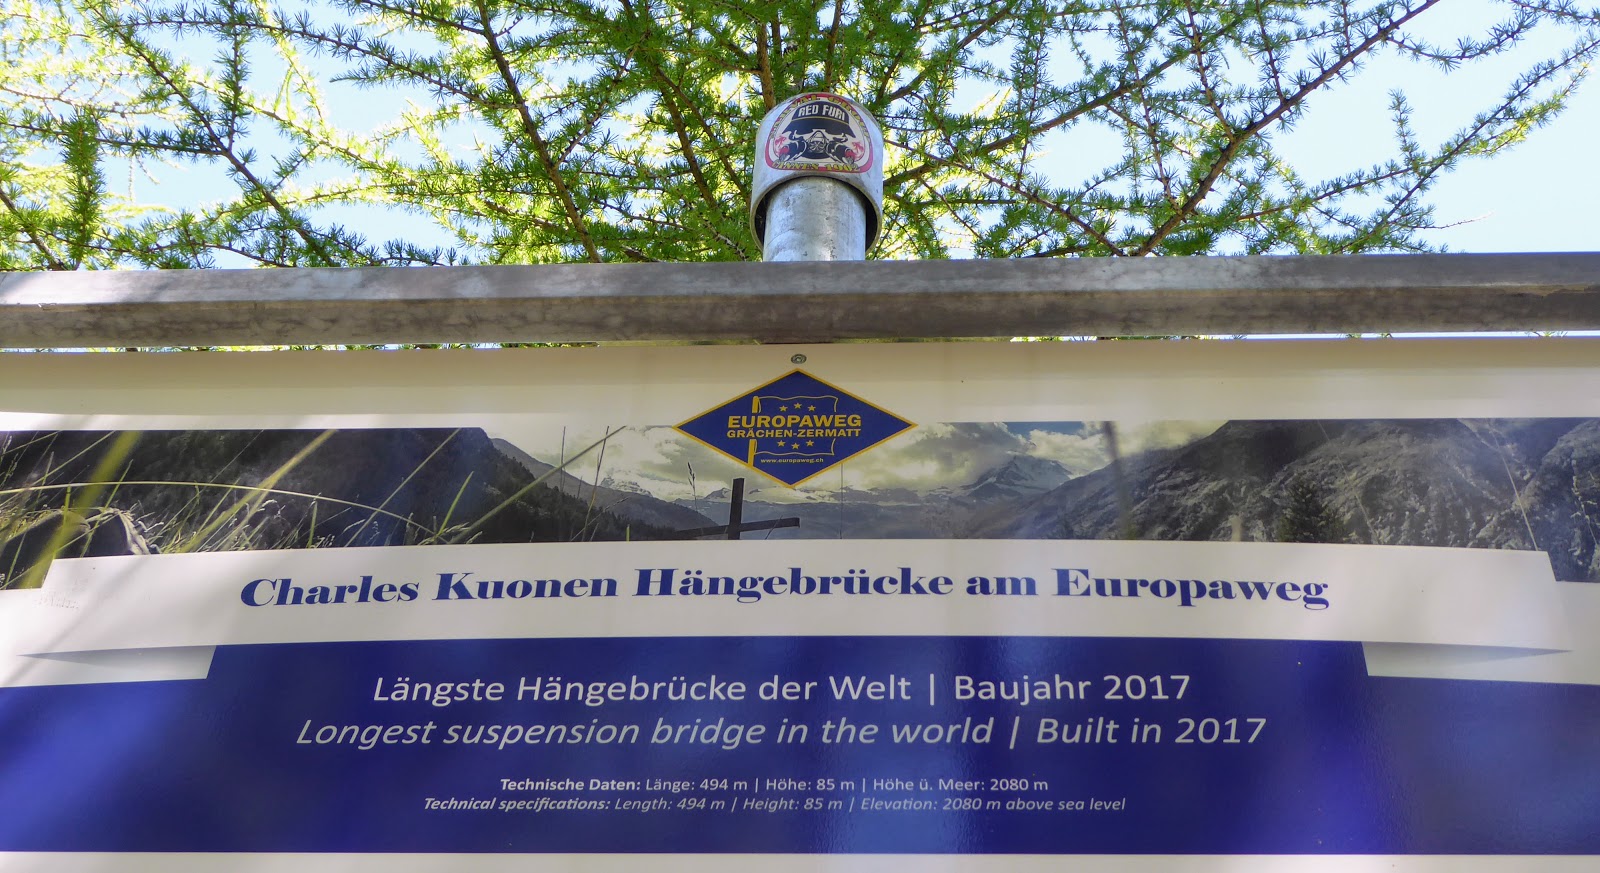 RED FURI
EUROPAWEG
GRÄCHEN-ZERMATT
www.europaweg.ch
Charles Kuonen Hängebrücke am Europaweg
Längste Hängebrücke der Welt | Baujahr 2017
Longest suspension bridge in the world | Built in 2017
Technische Daten: Länge: 494 m | Höhe: 85 m | Höhe ü. Meer: 2080 m
Technical specifications: Length: 494 m | Height: 85 m | Elevation: 2080 m above sea level